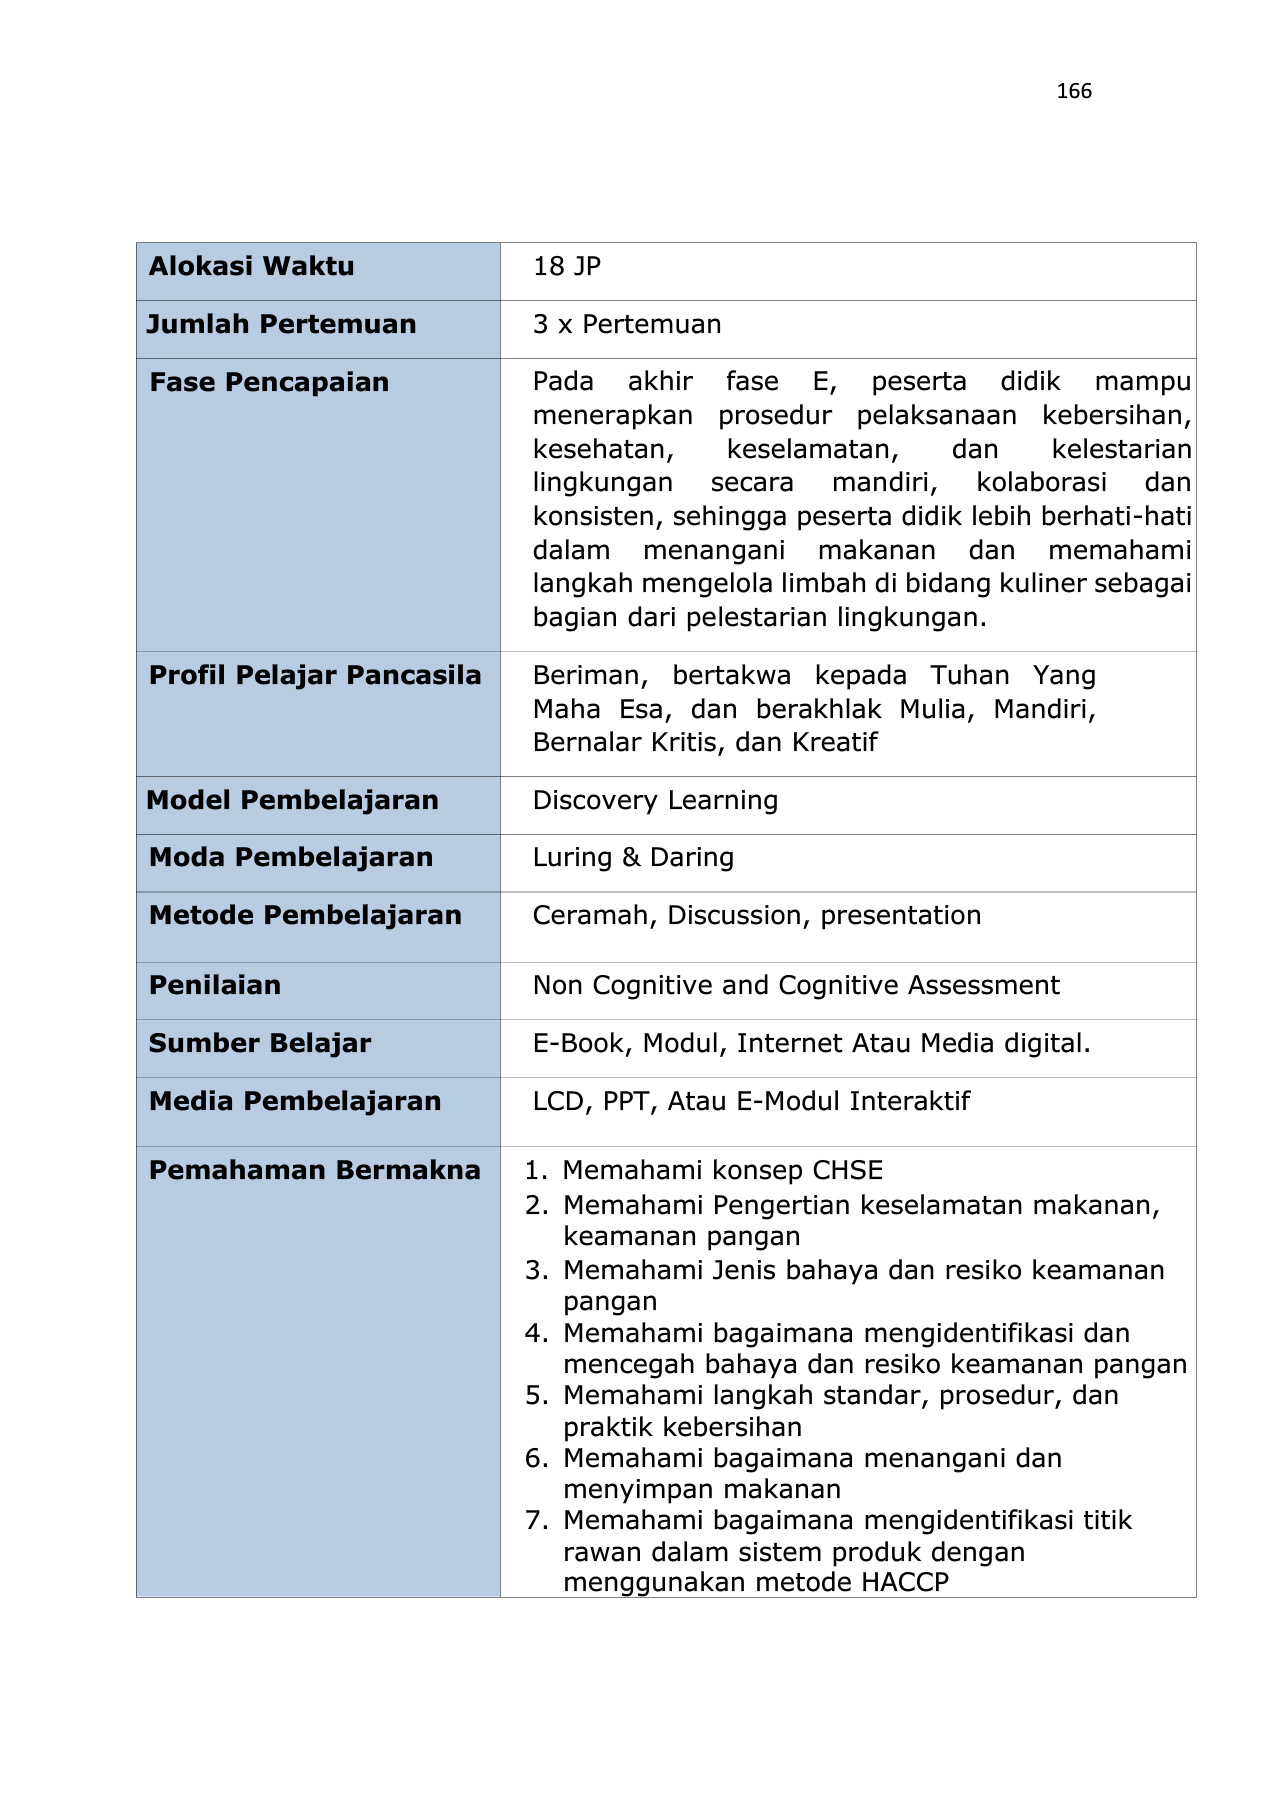 166
Alokasi Waktu
18 JP
Jumlah Pertemuan
3 x Pertemuan
Fase Pencapaian
Pada akhir fase E, peserta didik mampu
menerapkan prosedur pelaksanaan kebersihan,
kesehatan, keselamatan, dan kelestarian
lingkungan secara mandiri, kolaborasi dan
konsisten, sehingga peserta didik lebih berhati-hati
dalam menangani makanan dan memahami
langkah mengelola limbah di bidang kuliner sebagai
bagian dari pelestarian lingkungan.
Profil Pelajar Pancasila
Beriman, bertakwa kepada Tuhan Yang
Maha Esa, dan berakhlak Mulia, Mandiri,
Bernalar Kritis, dan Kreatif
Model Pembelajaran
Discovery Learning
Moda Pembelajaran
Luring & Daring
Metode Pembelajaran
Ceramah, Discussion, presentation
Penilaian
Non Cognitive and Cognitive Assessment
Sumber Belajar
E-Book, Modul, Internet Atau Media digital.
Media Pembelajaran
LCD, PPT, Atau E-Modul Interaktif
Pemahaman Bermakna
1. Memahami konsep CHSE
2. Memahami Pengertian keselamatan makanan,
keamanan pangan
3. Memahami Jenis bahaya dan resiko keamanan
pangan
4. Memahami bagaimana mengidentifikasi dan
mencegah bahaya dan resiko keamanan pangan
5. Memahami langkah standar, prosedur, dan
praktik kebersihan
6. Memahami bagaimana menangani dan
menyimpan makanan
7. Memahami bagaimana mengidentifikasi titik
rawan dalam sistem produk dengan
menggunakan metode HACCP